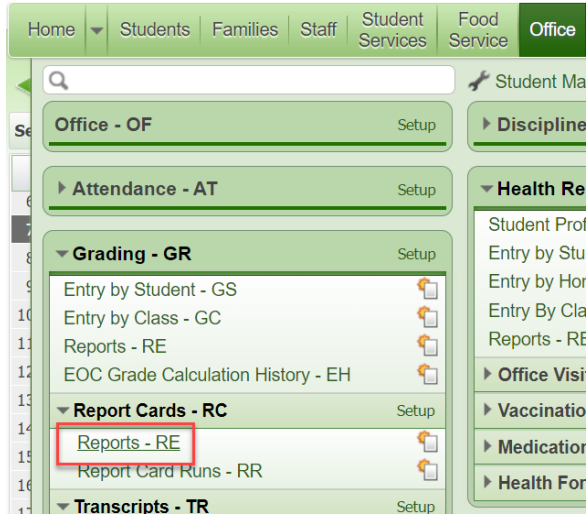 Home
Students
Families
Staff
Student Services
Food Service
Office
Student Ma
Office - OF
Setup
Discipline
Attendance - AT
Setup
Health Re
Student Prof
Grading - GR
Setup
Entry by Stu
Entry by Student - GS
Entry by Hor
Entry by Class - GC
Entry By Cla
Reports - RE
Reports - RE
EOC Grade Calculation History - EH
Office Visi
Report Cards - RC
Setup
Vaccinatio
Reports - RE
Medication
Report Card Runs - RR
Health For
Transcripts - TR
Setup